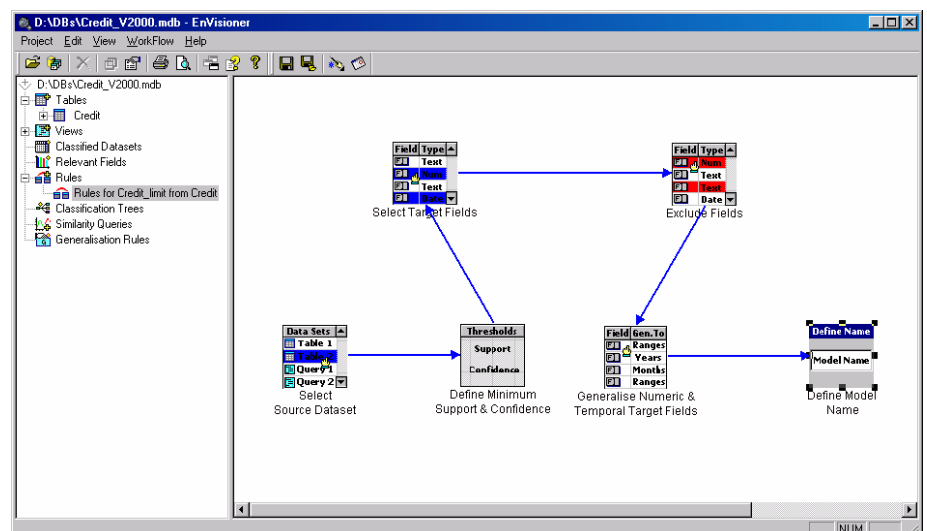 D:\DBs\Credit_V2000.mdb - EnVisioner
Project Edit View WorkFlow Help
D:\DBs\Credit_V2000.mdb
Tables
Credit
Views
Classified Datasets
Relevant Fields
Rules
Rules for Credit_limit from Credit
Classification Trees
Similarity Queries
Generalisation Rules
Field Type
Text
Num
Text
Date
Select Target Fields
Field Type
Num
Text
Text
Date
Exclude Fields
Data Sets
Table 1
Table 2
Query 1
Query 2
Select
Source Dataset
Thresholds
Support
Confidence
Define Minimum
Support & Confidence
Field Gen.To
Ranges
Years
Months
Ranges
Generalise Numeric &
Temporal Target Fields
Define Name
Model Name
Define Model
Name
NUM